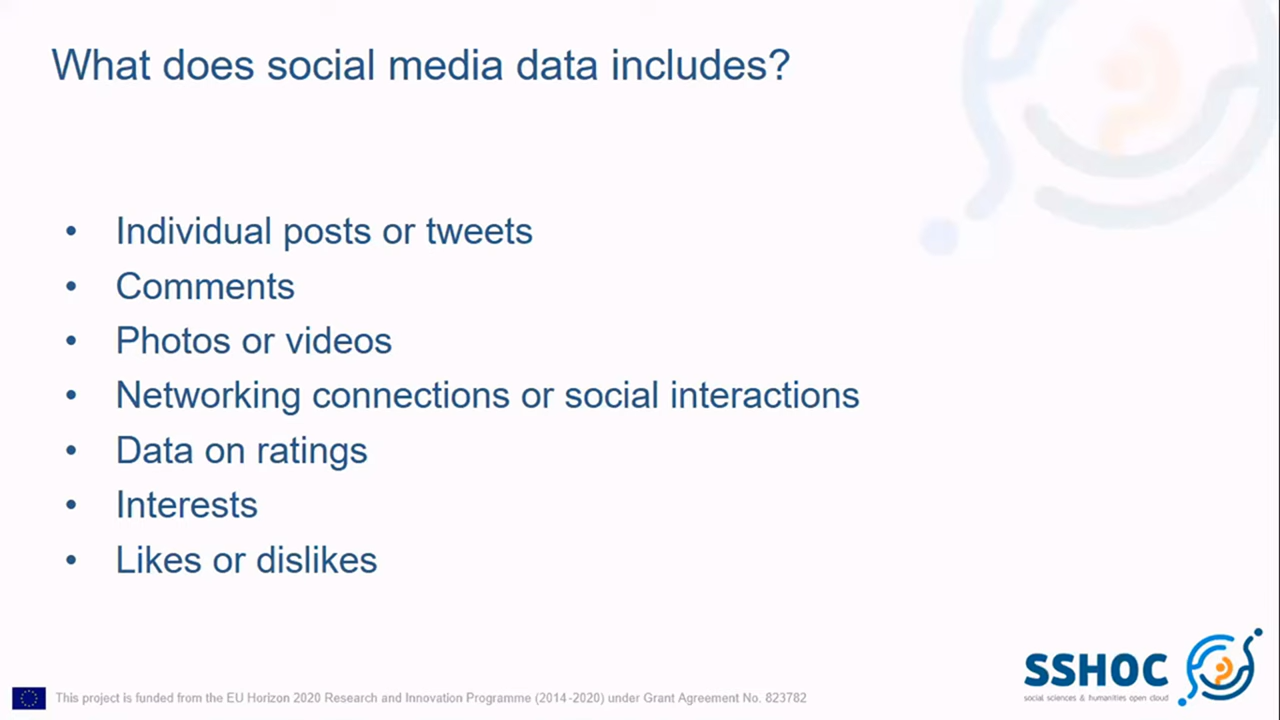 What does social media data includes?
• Individual posts or tweets
• Comments
• Photos or videos
• Networking connections or social interactions
• Data on ratings
• Interests
• Likes or dislikes
SSHOC
social sciences & humanities open cloud
This project is funded from the EU Horizon 2020 Research and Innovation Programme (2014-2020) under Grant Agreement No. 823782